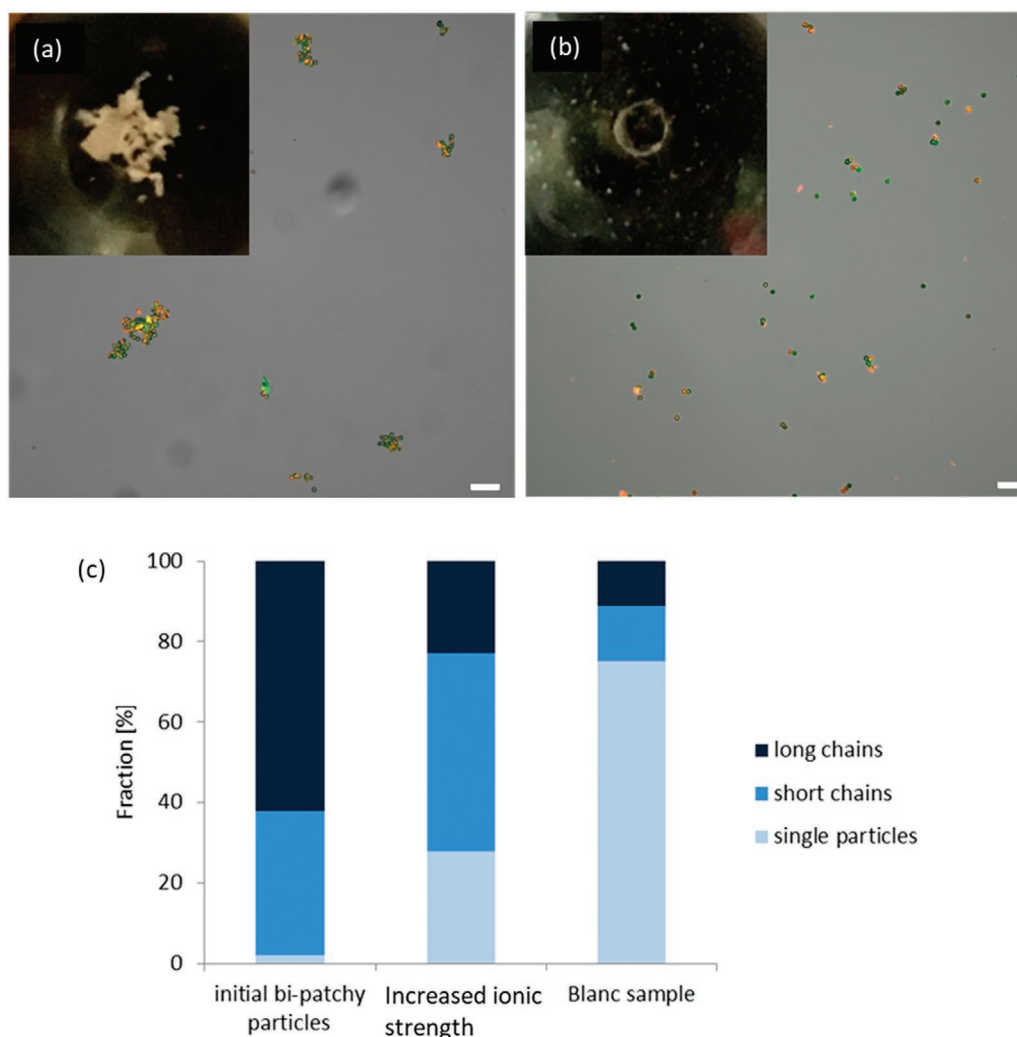 (a)
(b)
(c)
100
80
60
40
20
0
Fraction [%]
initial bi-patchy
particles
Increased ionic
strength
Blanc sample
long chains
short chains
single particles